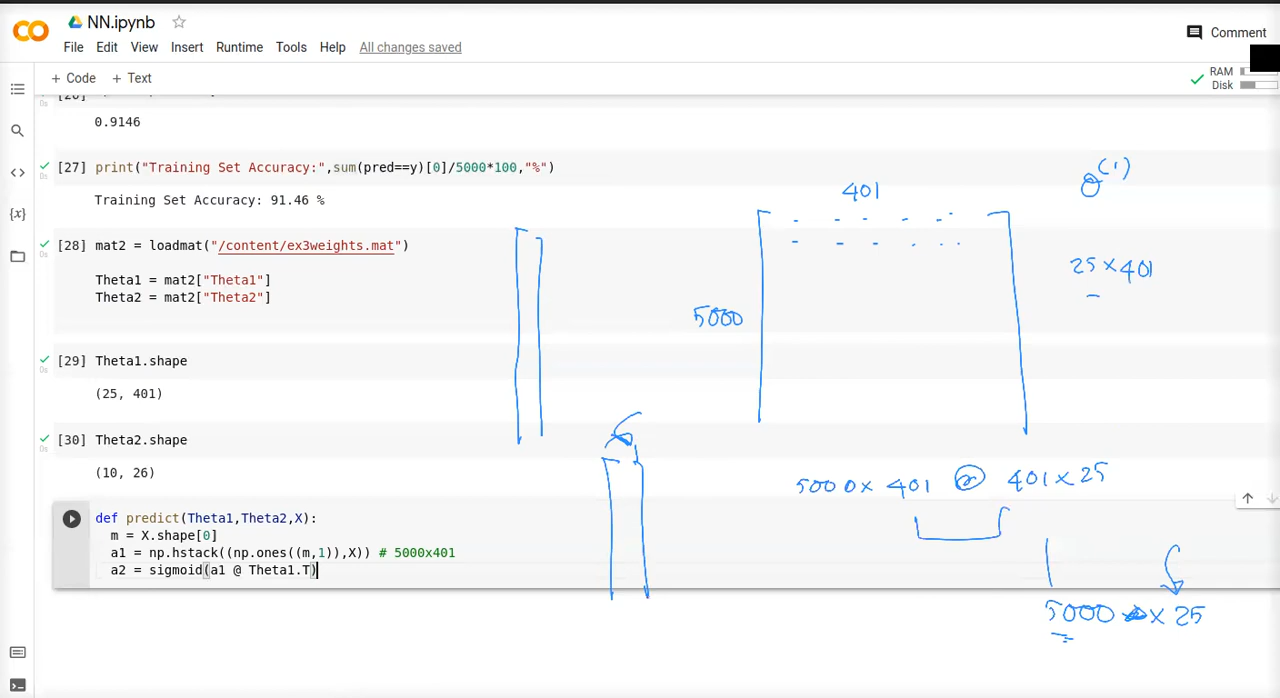 NN.ipynb
File Edit View Insert Runtime Tools Help All changes saved
Comment
+ Code + Text
RAM
Disk
0.9146
[27] print("Training Set Accuracy:",sum(pred==y)[0]/5000*100,"%")
0s
Training Set Accuracy: 91.46 %
[28] mat2 = loadmat("/content/ex3weights.mat")
0s
Theta1 = mat2["Theta1"]
Theta2 = mat2["Theta2"]
[29] Theta1.shape
0s
(25, 401)
[30] Theta2.shape
0s
(10, 26)
def predict(Theta1,Theta2,X):
m = X.shape[0]
a1 = np.hstack((np.ones((m,1)),X)) # 5000x401
a2 = sigmoid(a1 @ Theta1.T)
401
θ(1)
25 x 401
5000
5000 x 401 @ 401 x 25
5000 x 25